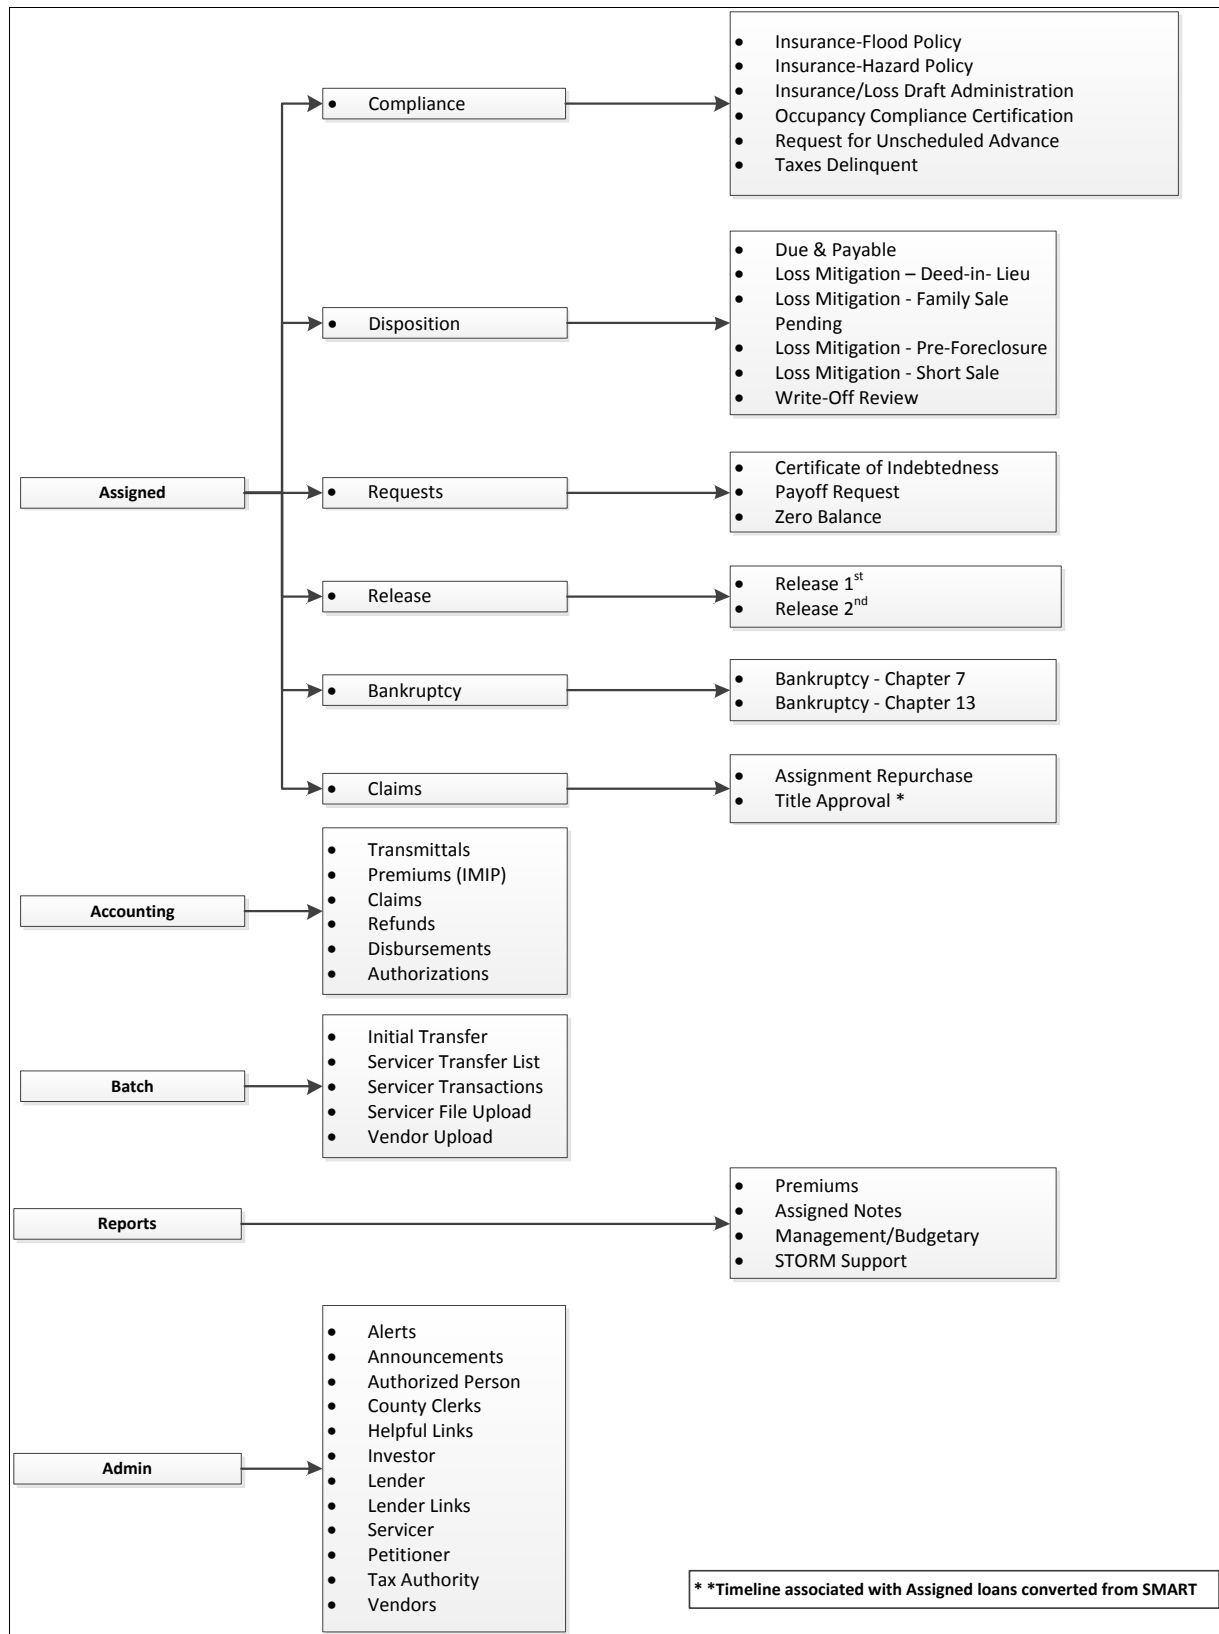 Compliance
• Insurance-Flood Policy
• Insurance-Hazard Policy
• Insurance/Loss Draft Administration
• Occupancy Compliance Certification
• Request for Unscheduled Advance
• Taxes Delinquent
• Disposition
• Due & Payable
• Loss Mitigation – Deed-in- Lieu
• Loss Mitigation - Family Sale
Pending
• Loss Mitigation - Pre-Foreclosure
• Loss Mitigation - Short Sale
• Write-Off Review
Assigned
• Requests
• Certificate of Indebtedness
• Payoff Request
• Zero Balance
• Release
• Release 1st
• Release 2nd
• Bankruptcy
• Bankruptcy - Chapter 7
• Bankruptcy - Chapter 13
• Claims
• Assignment Repurchase
• Title Approval *
Accounting
• Transmittals
• Premiums (IMIP)
• Claims
• Refunds
• Disbursements
• Authorizations
Batch
• Initial Transfer
• Servicer Transfer List
• Servicer Transactions
• Servicer File Upload
• Vendor Upload
Reports
• Premiums
• Assigned Notes
• Management/Budgetary
• STORM Support
Admin
• Alerts
• Announcements
• Authorized Person
• County Clerks
• Helpful Links
• Investor
• Lender
• Lender Links
• Servicer
• Petitioner
• Tax Authority
• Vendors
* *Timeline associated with Assigned loans converted from SMART